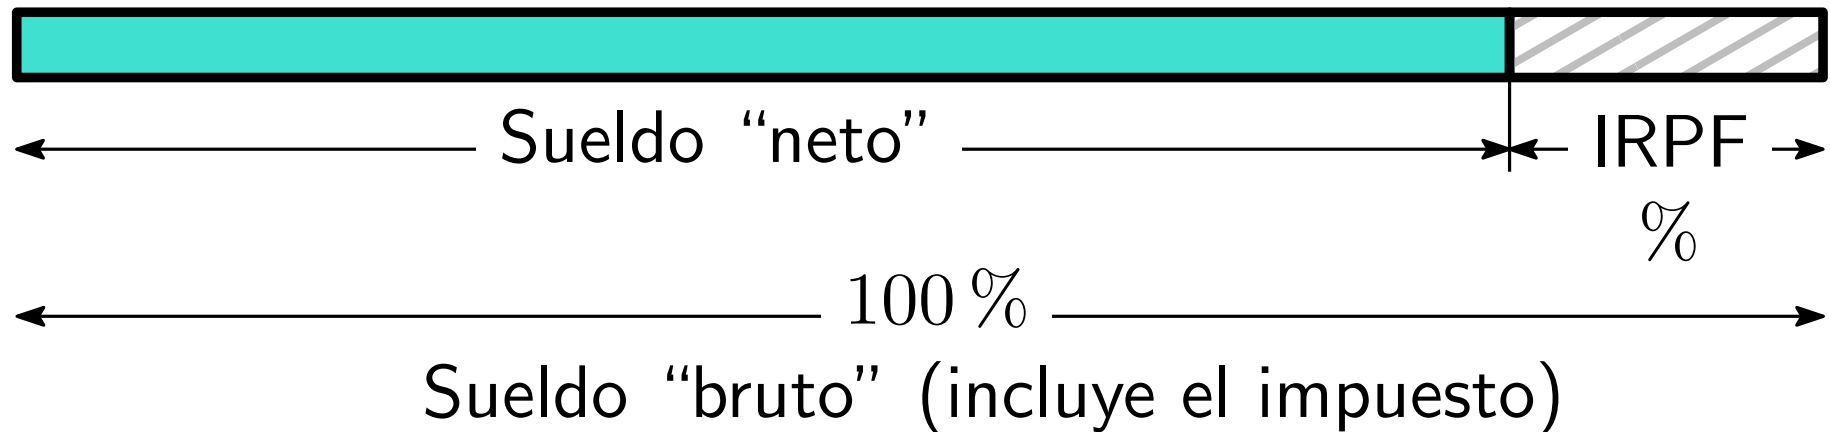 Sueldo “neto” IRPF
%
100 %
Sueldo “bruto” (incluye el impuesto)